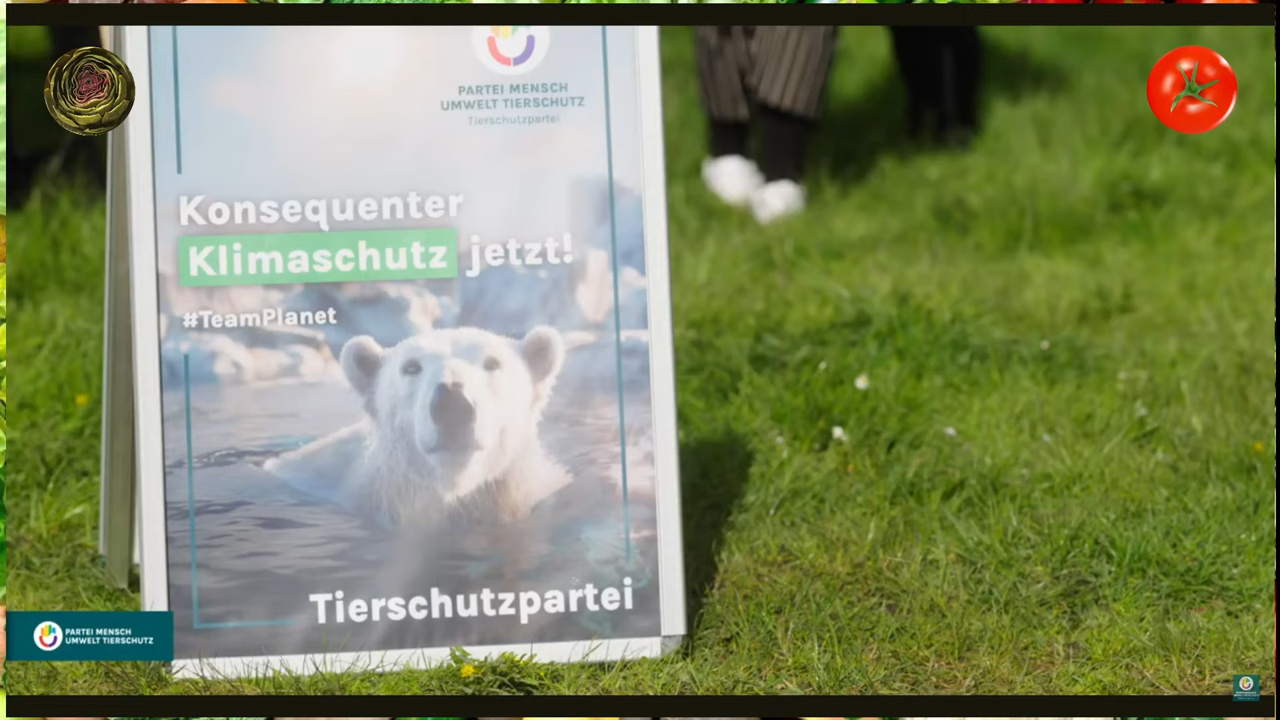 PARTEI MENSCH
UMWELT TIERSCHUTZ
Tierschutzpartei
Konsequenter
Klimaschutz jetzt!
#TeamPlanet
Tierschutzpartei
PARTEI MENSCH
UMWELT TIERSCHUTZ